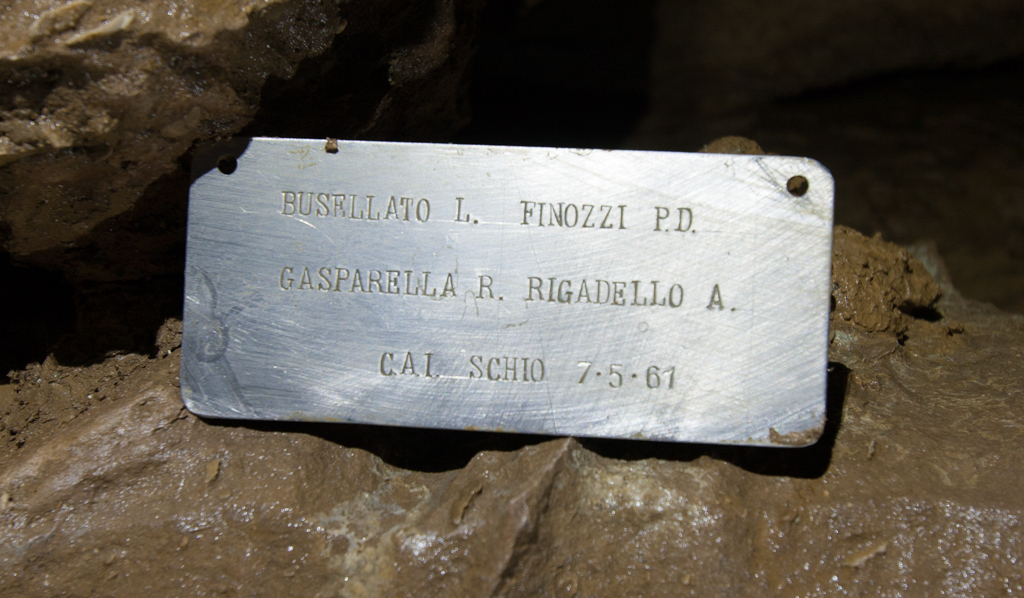 BUSELLATO L. FINOZZI P.D.
GASPARELLA R. RIGADELLO A.
C.A.I. SCHIO 7·5·61